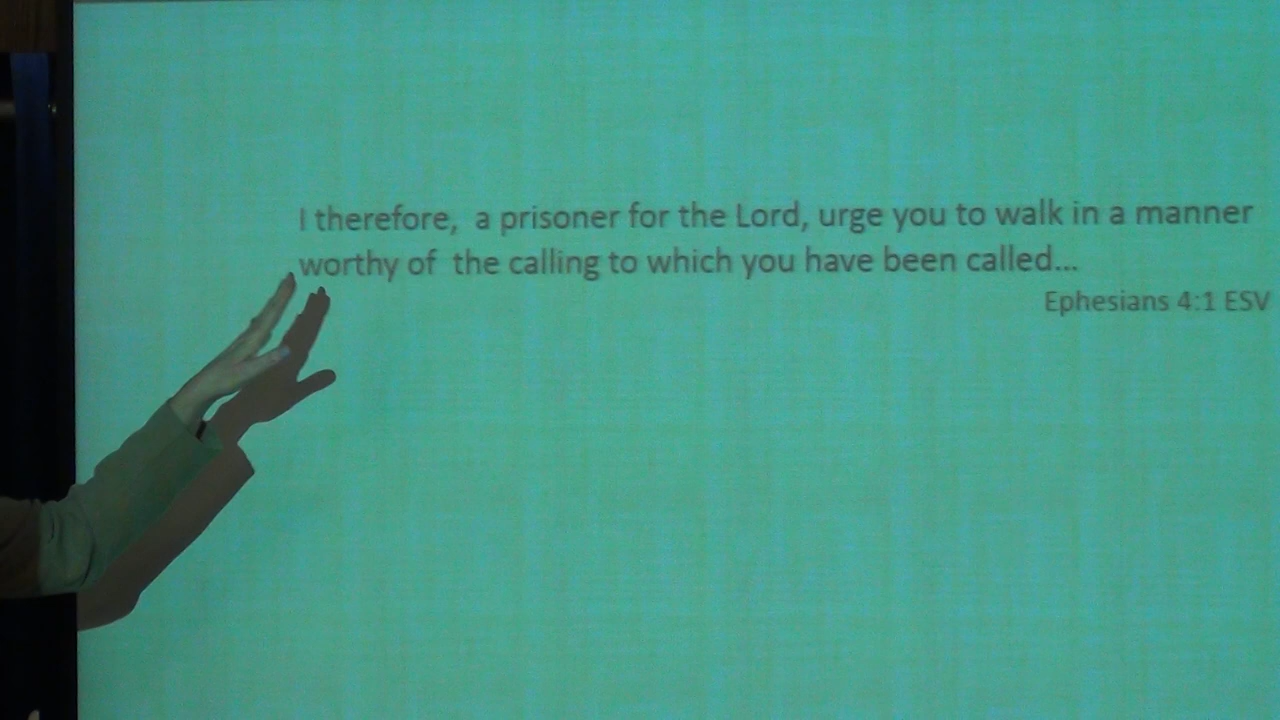 I therefore,  a prisoner for the Lord, urge you to walk in a manner
worthy of  the calling to which you have been called...
Ephesians 4:1 ESV